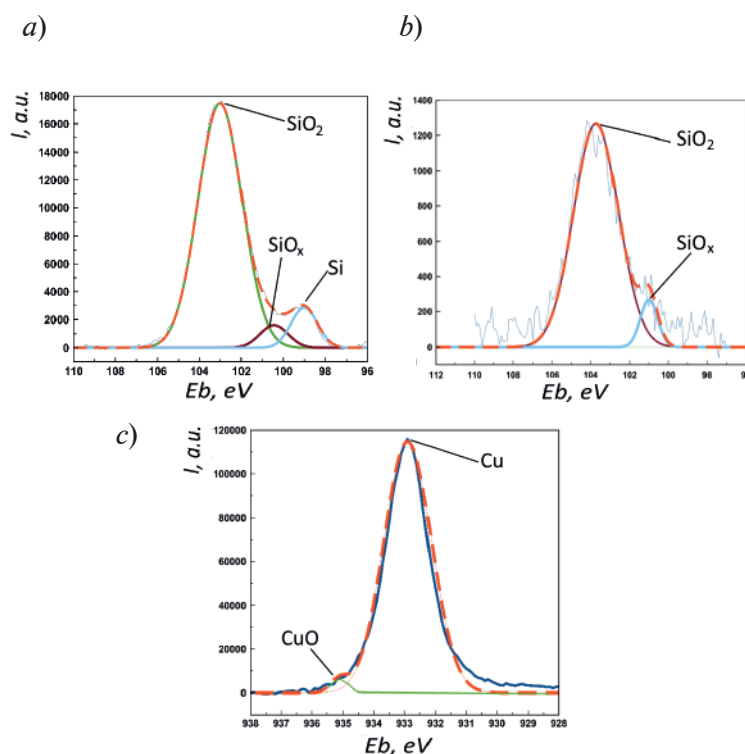 a)
I, a.u.
18000
16000
14000
12000
10000
8000
6000
4000
2000
0
SiO₂
SiOₓ
Si
110 108 106 104 102 100 98 96
Eb, eV
b)
I, a.u.
1400
1200
1000
800
600
400
200
0
SiO₂
SiOₓ
112 110 108 106 104 102 100 98 96
Eb, eV
c)
I, a.u.
120000
100000
80000
60000
40000
20000
0
Cu
CuO
938 937 936 935 934 933 932 931 930 929 928
Eb, eV